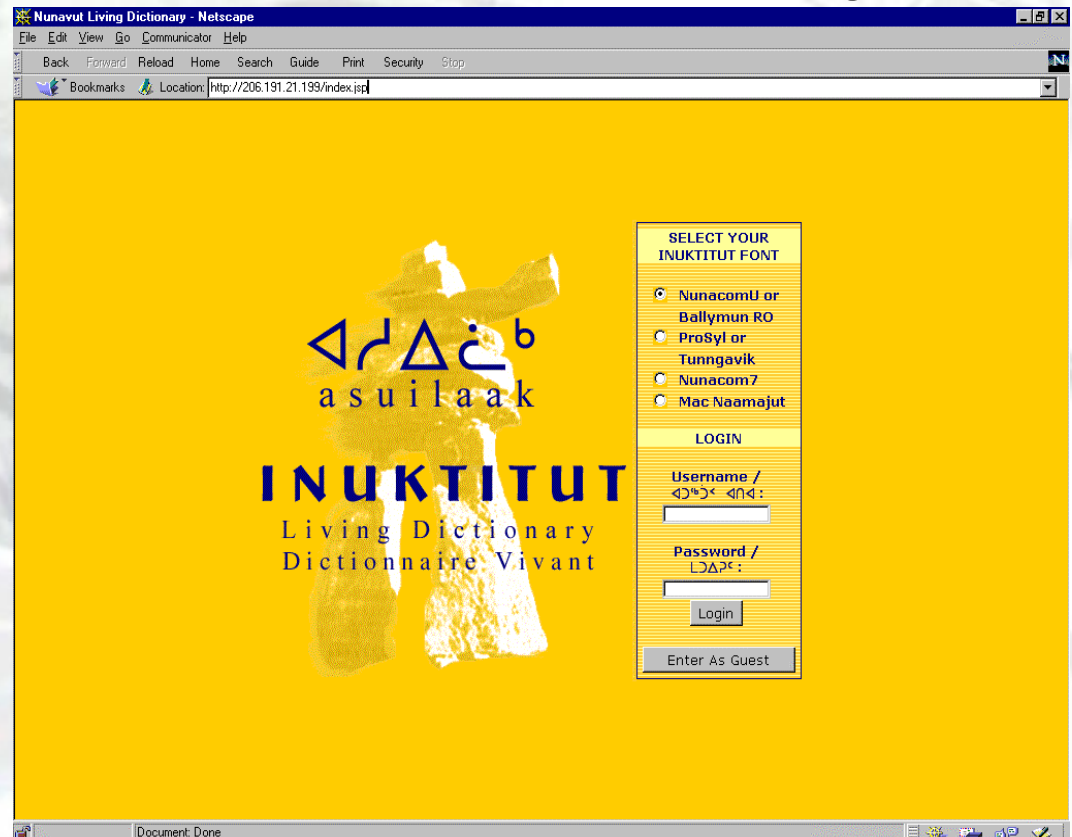 Nunavut Living Dictionary - Netscape
File Edit View Go Communicator Help
Back Forward Reload Home Search Guide Print Security Stop
N
Bookmarks Location: http://206.191.21.199/index.jsp
ᐊᓱᐃᓛᒃ
asuilaak
INUKTITUT
Living Dictionary
Dictionnaire Vivant
SELECT YOUR
INUKTITUT FONT
NunacomU or
Ballymun RO
ProSyl or
Tunngavik
Nunacom7
Mac Naamajut
LOGIN
Username /
ᐊᑐᖅᑑᑉ ᐊᑎᐊ:
Password /
ᒪᑐᐃᕈᑦ:
Login
Enter As Guest
Document: Done